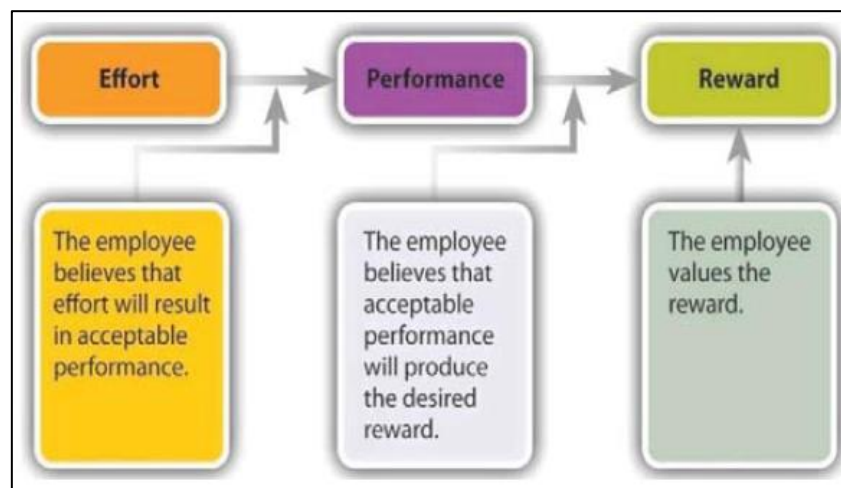 Effort
Performance
Reward
The employee
believes that
effort will result
in acceptable
performance.
The employee
believes that
acceptable
performance
will produce
the desired
reward.
The employee
values the
reward.